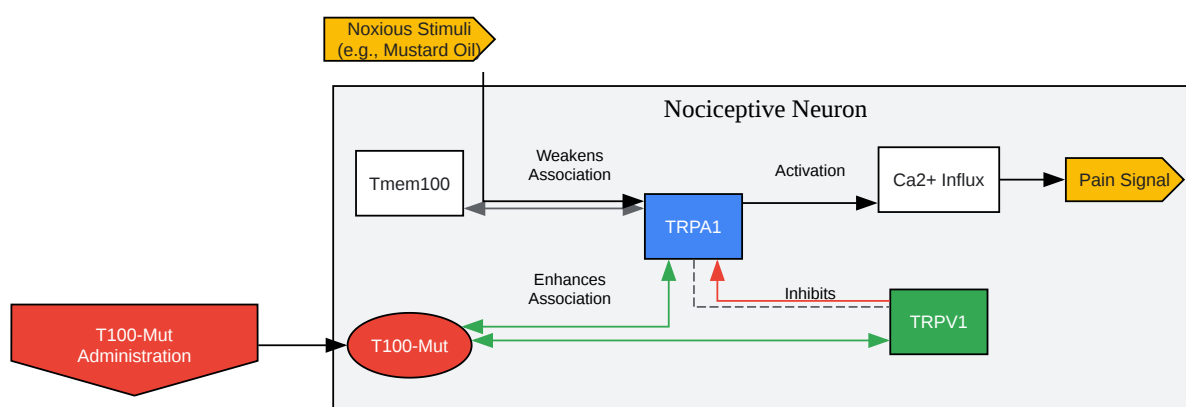 Noxious Stimuli
(e.g., Mustard Oil)
Nociceptive Neuron
Weakens
Association
Activation
Tmem100
Ca2+ Influx
Pain Signal
TRPA1
Enhances
Association
Inhibits
TRPV1
T100-Mut
Administration
T100-Mut